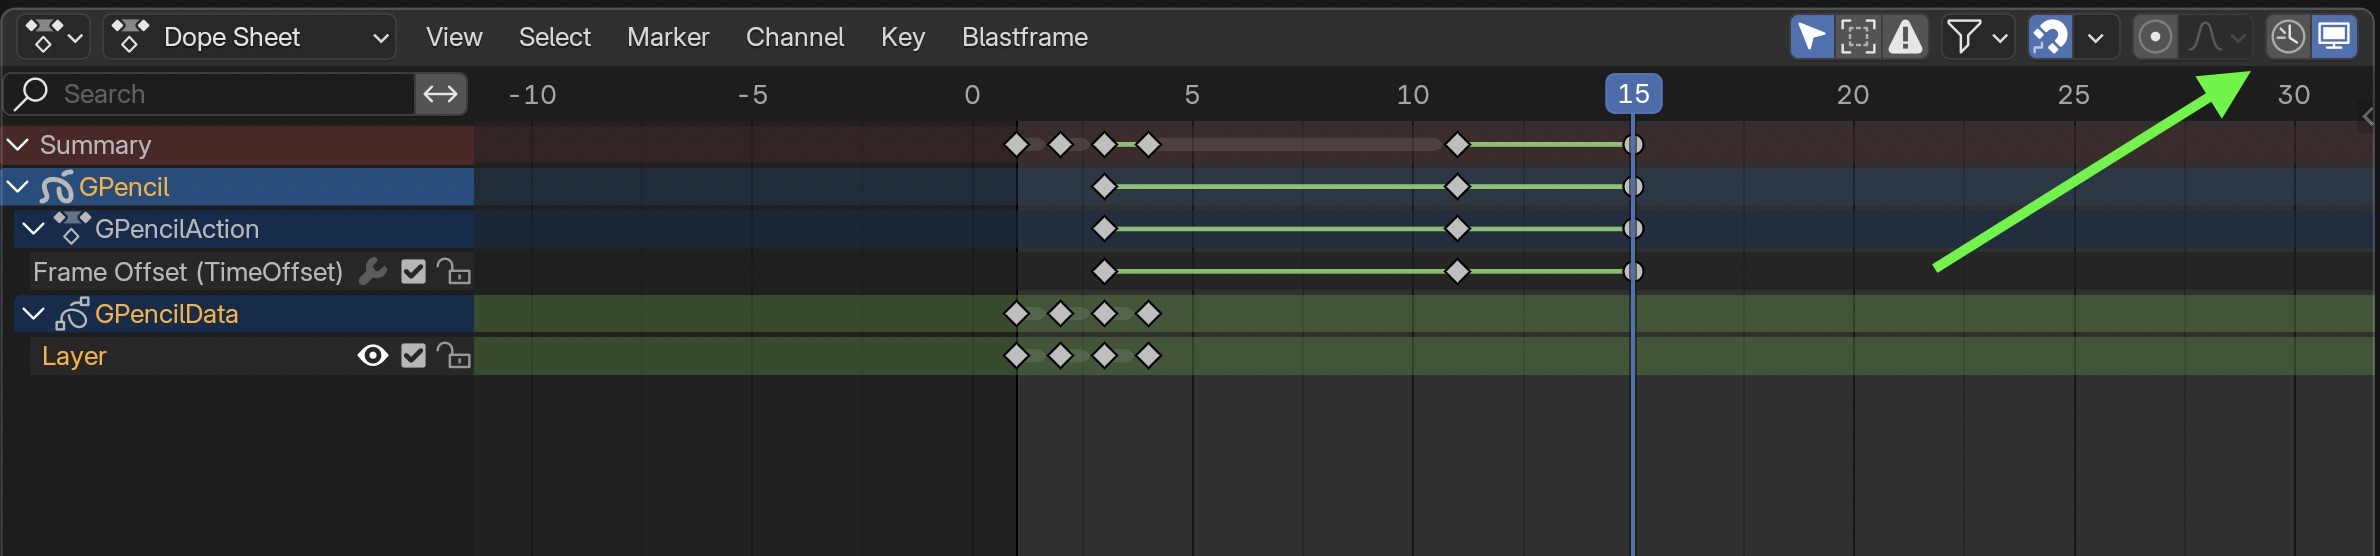 Dope Sheet View Select Marker Channel Key Blastframe
Search -10 -5 0 5 10 15 20 25 30
Summary
GPencil
GPencilAction
Frame Offset (TimeOffset)
GPencilData
Layer